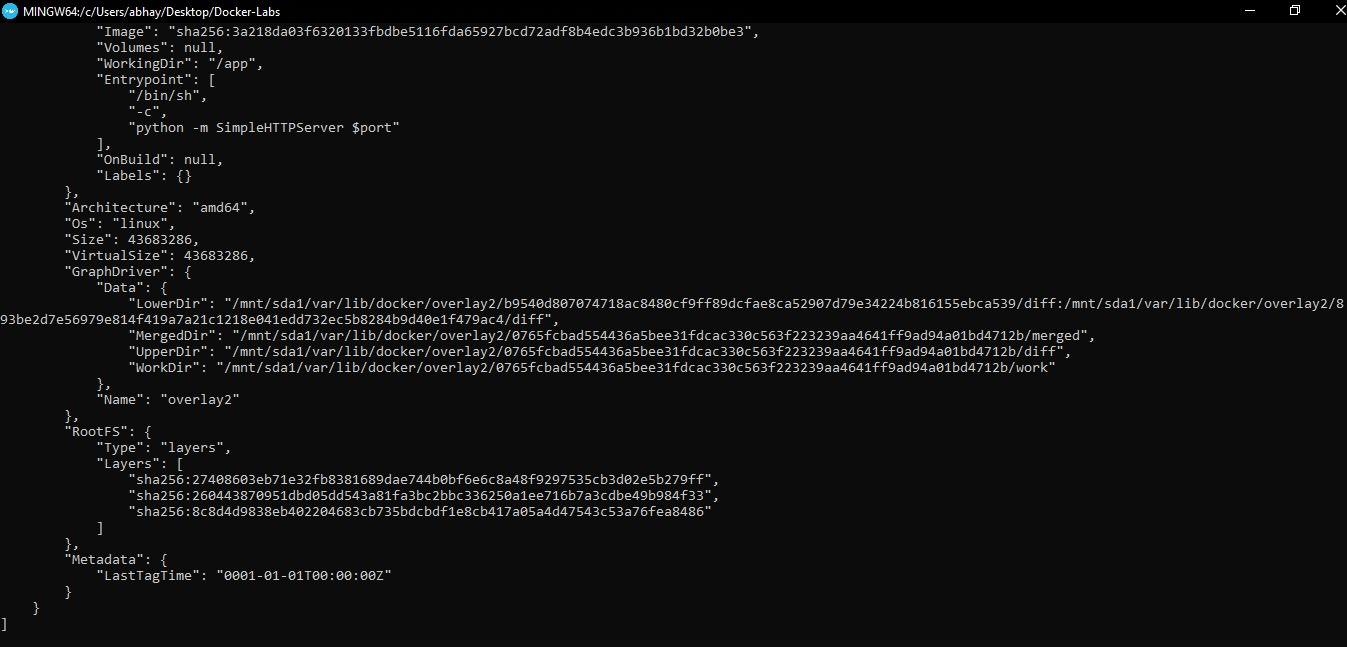 MINGW64:/c/Users/abhay/Desktop/Docker-Labs
            "Image": "sha256:3a218da03f6320133fbdbe5116fda65927bcd72adf8b4edc3b936b1bd32b0be3",
            "Volumes": null,
            "WorkingDir": "/app",
            "Entrypoint": [
                "/bin/sh",
                "-c",
                "python -m SimpleHTTPServer $port"
            ],
            "OnBuild": null,
            "Labels": {}
        },
        "Architecture": "amd64",
        "Os": "linux",
        "Size": 43683286,
        "VirtualSize": 43683286,
        "GraphDriver": {
            "Data": {
                "LowerDir": "/mnt/sda1/var/lib/docker/overlay2/b9540d807074718ac8480cf9ff89dcfae8ca52907d79e34224b816155ebca539/diff:/mnt/sda1/var/lib/docker/overlay2/8
93be2d7e56979e814f419a7a21c1218e041edd732ec5b8284b9d40e1f479ac4/diff",
                "MergedDir": "/mnt/sda1/var/lib/docker/overlay2/0765fcbad554436a5bee31fdcac330c563f223239aa4641ff9ad94a01bd4712b/merged",
                "UpperDir": "/mnt/sda1/var/lib/docker/overlay2/0765fcbad554436a5bee31fdcac330c563f223239aa4641ff9ad94a01bd4712b/diff",
                "WorkDir": "/mnt/sda1/var/lib/docker/overlay2/0765fcbad554436a5bee31fdcac330c563f223239aa4641ff9ad94a01bd4712b/work"
            },
            "Name": "overlay2"
        },
        "RootFS": {
            "Type": "layers",
            "Layers": [
                "sha256:27408603eb71e32fb8381689dae744b0bf6e6c8a48f9297535cb3d02e5b279ff",
                "sha256:260443870951dbd05dd543a81fa3bc2bbc336250a1ee716b7a3cdbe49b984f33",
                "sha256:8c8d4d9838eb402204683cb735bdcbdf1e8cb417a05a4d47543c53a76fea8486"
            ]
        },
        "Metadata": {
            "LastTagTime": "0001-01-01T00:00:00Z"
        }
    }
]